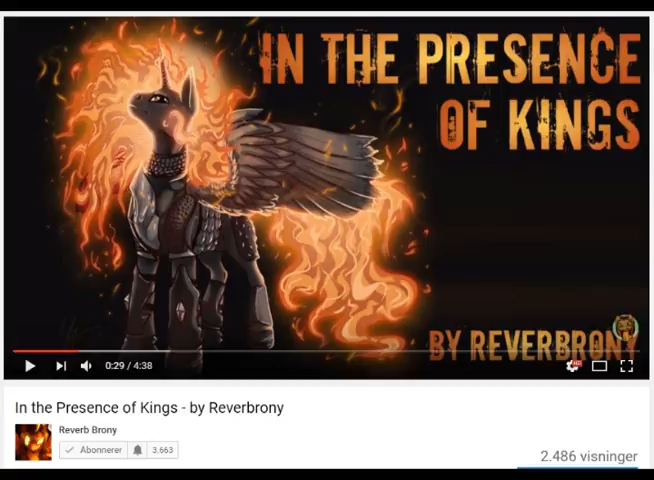 IN THE PRESENCE
OF KINGS
BY REVERBRONY
0:29 / 4:38
HD
In the Presence of Kings - by Reverbrony
Reverb Brony
Abonnerer 3.663
2.486 visninger